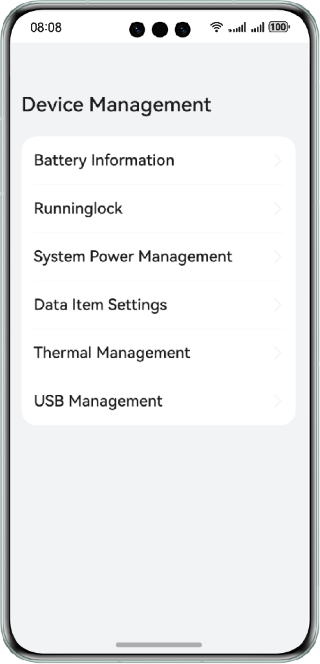 08:08
100
Device Management
Battery Information
Runninglock
System Power Management
Data Item Settings
Thermal Management
USB Management